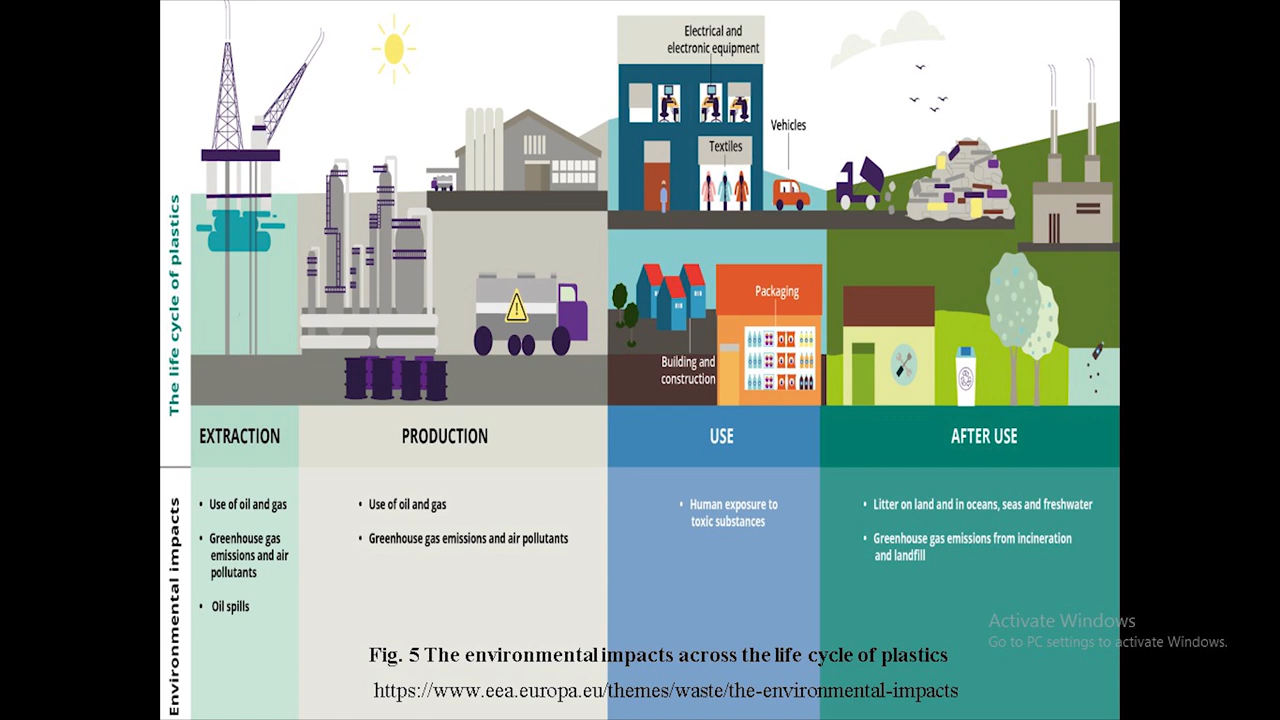 Electrical and
electronic equipment
Vehicles
Textiles
Packaging
Building and
construction
The life cycle of plastics
EXTRACTION
PRODUCTION
USE
AFTER USE
Environmental impacts
• Use of oil and gas
• Greenhouse gas
emissions and air
pollutants
• Oil spills
• Use of oil and gas
• Greenhouse gas emissions and air pollutants
• Human exposure to
toxic substances
• Litter on land and in oceans, seas and freshwater
• Greenhouse gas emissions from incineration
and landfill
Activate Windows
Go to PC settings to activate Windows.
Fig. 5 The environmental impacts across the life cycle of plastics
https://www.eea.europa.eu/themes/waste/the-environmental-impacts